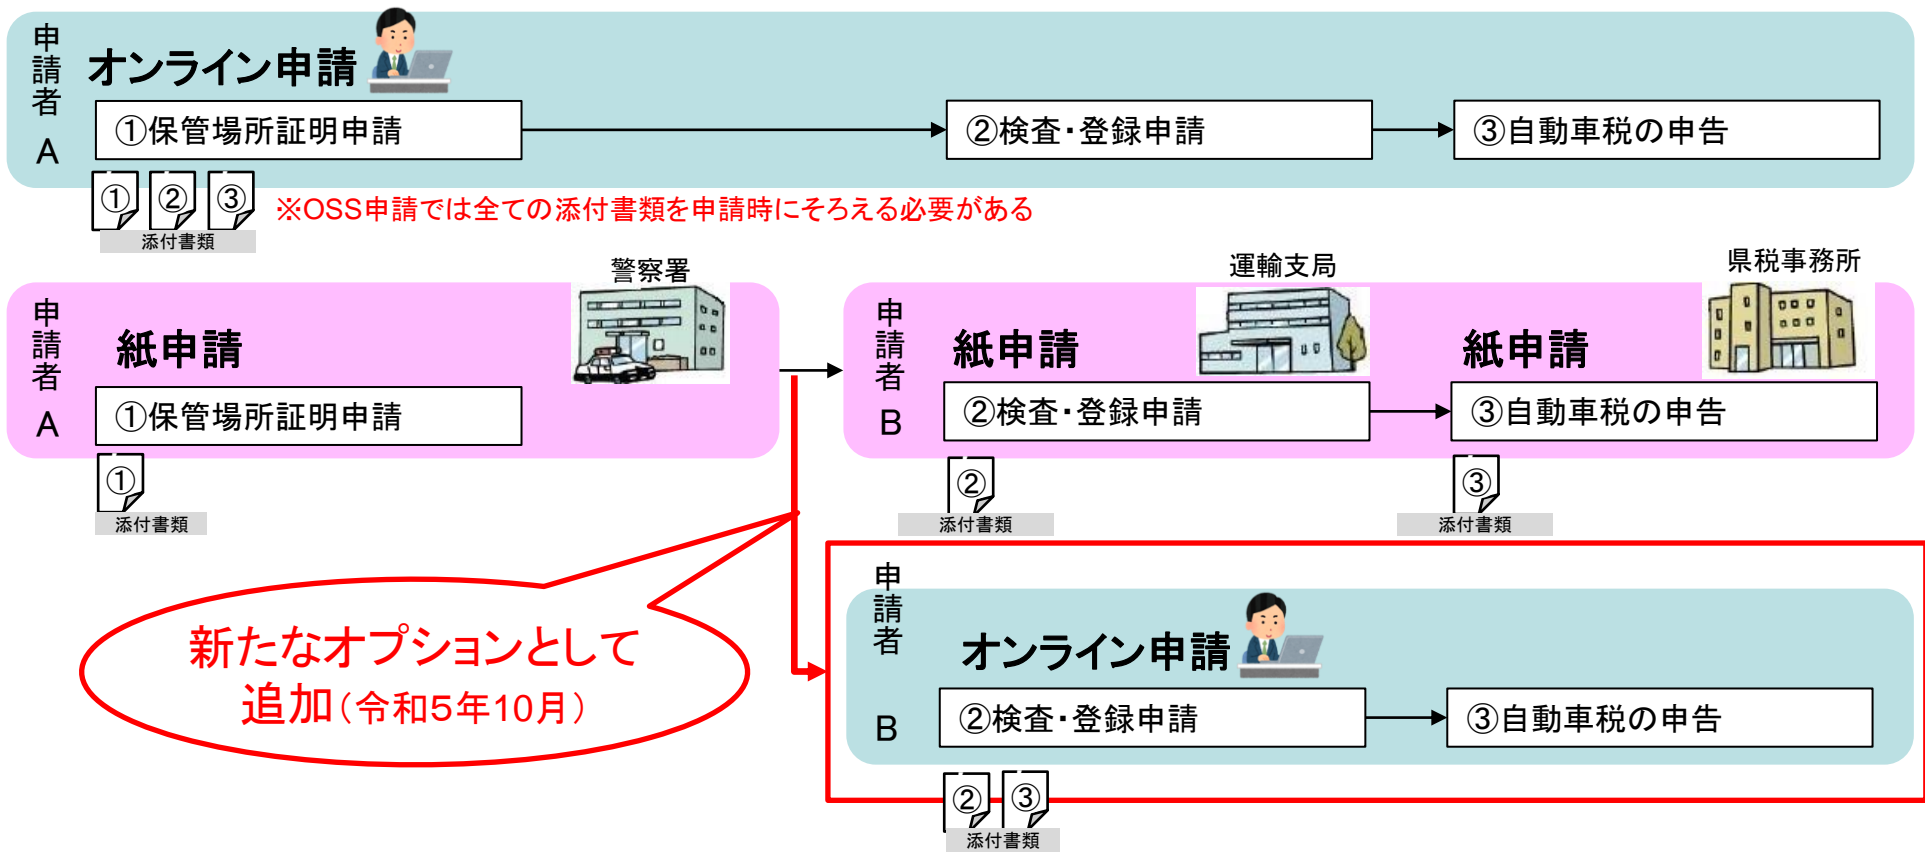 申請者
A
オンライン申請
①保管場所証明申請
②検査・登録申請
③自動車税の申告
①
②
③
添付書類
※OSS申請では全ての添付書類を申請時にそろえる必要がある
申請者
A
紙申請
警察署
①保管場所証明申請
①
添付書類
申請者
B
紙申請
運輸支局
②検査・登録申請
②
添付書類
紙申請
県税事務所
③自動車税の申告
③
添付書類
新たなオプションとして
追加(令和5年10月)
申請者
B
オンライン申請
②検査・登録申請
③自動車税の申告
②
③
添付書類